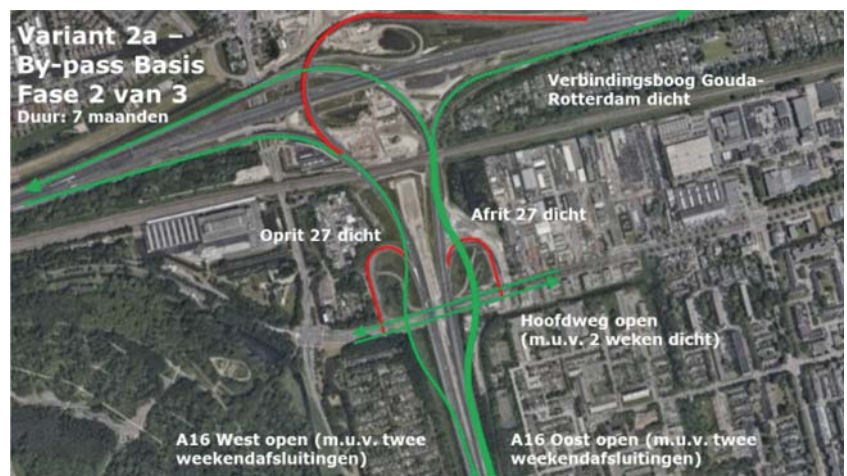 Variant 2a –
By-pass Basis
Fase 2 van 3
Duur: 7 maanden
Verbindingsboog Gouda-
Rotterdam dicht
Afrit 27 dicht
Oprit 27 dicht
Hoofdweg open
(m.u.v. 2 weken dicht)
A16 West open (m.u.v. twee
weekendafsluitingen)
A16 Oost open (m.u.v. twee
weekendafsluitingen)